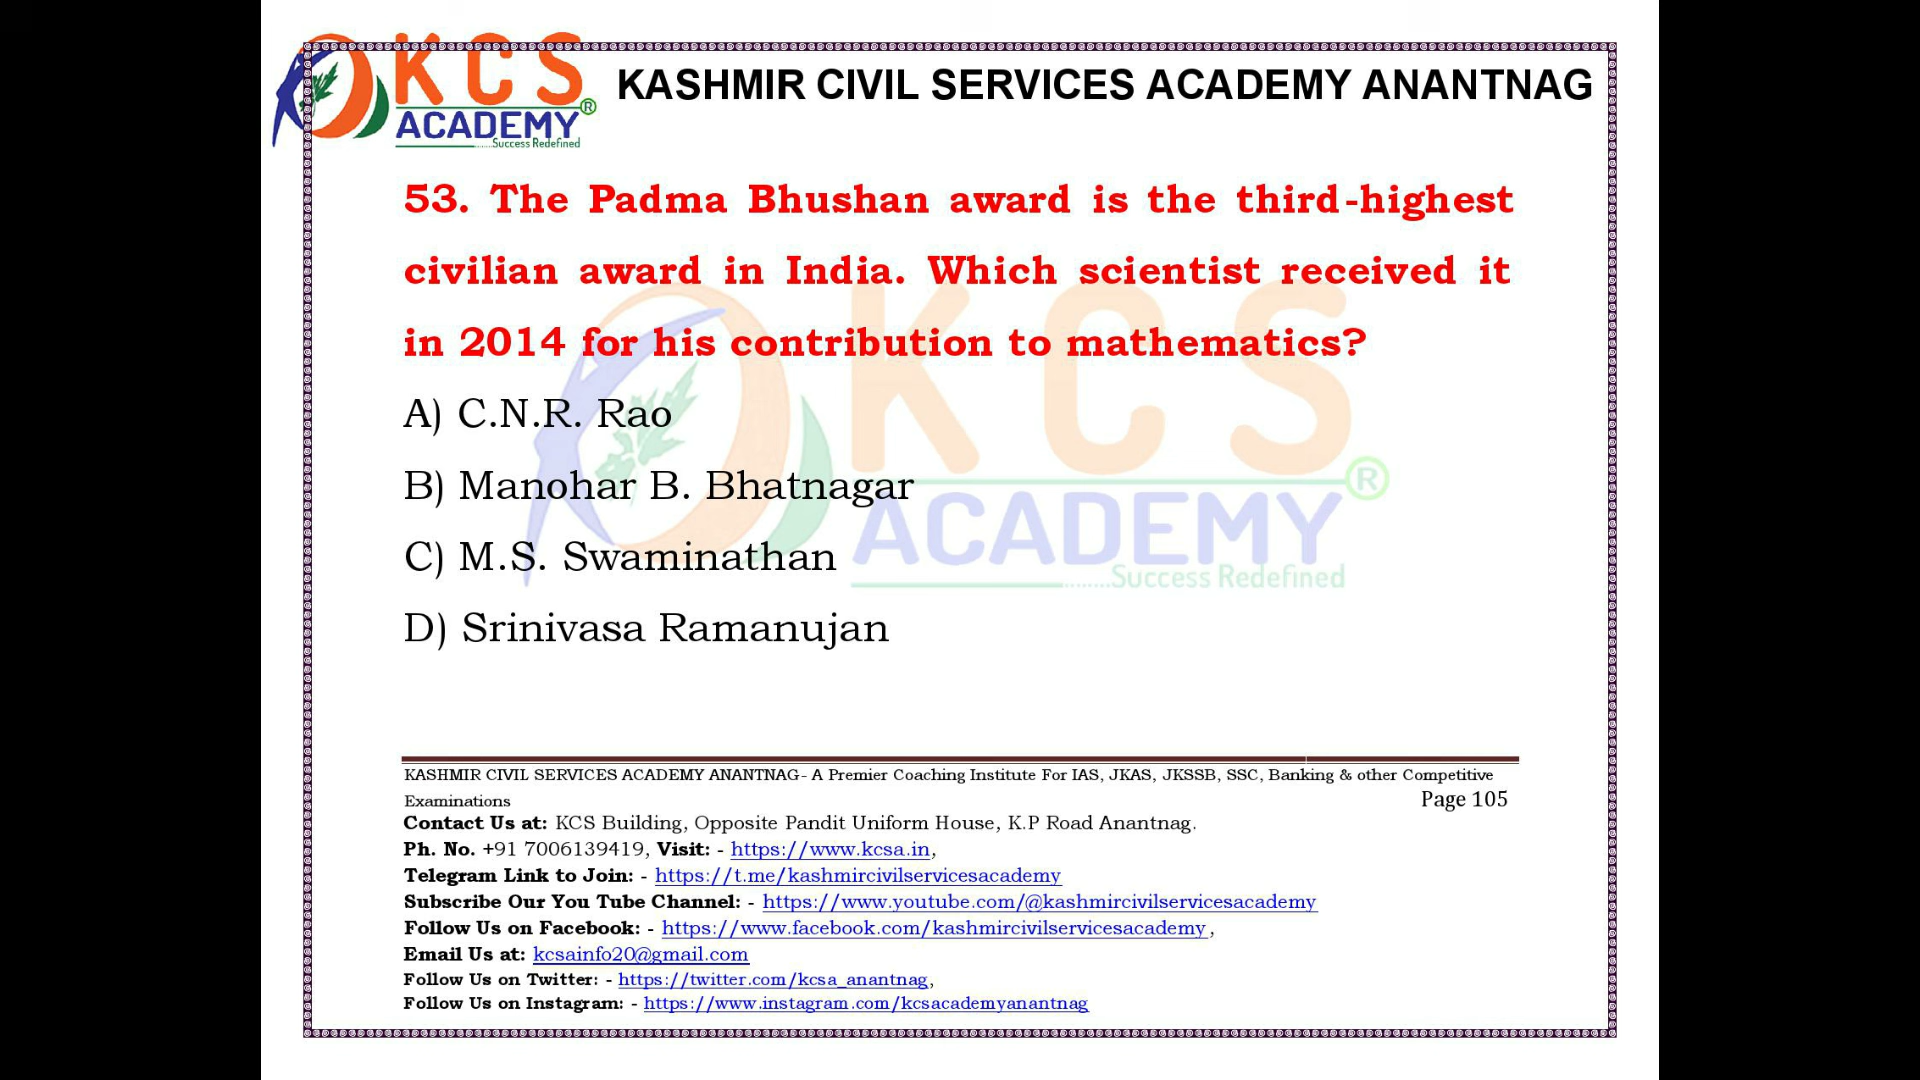 KCS
ACADEMY®
........Success Redefined
KASHMIR CIVIL SERVICES ACADEMY ANANTNAG
53. The Padma Bhushan award is the third-highest
civilian award in India. Which scientist received it
in 2014 for his contribution to mathematics?
A) C.N.R. Rao
B) Manohar B. Bhatnagar
C) M.S. Swaminathan
D) Srinivasa Ramanujan
KCS
ACADEMY®
........Success Redefined
KASHMIR CIVIL SERVICES ACADEMY ANANTNAG- A Premier Coaching Institute For IAS, JKAS, JKSSB, SSC, Banking & other Competitive
Examinations Page 105
Contact Us at: KCS Building, Opposite Pandit Uniform House, K.P Road Anantnag.
Ph. No. +91 7006139419, Visit: - https://www.kcsa.in,
Telegram Link to Join: - https://t.me/kashmircivilservicesacademy
Subscribe Our You Tube Channel: - https://www.youtube.com/@kashmircivilservicesacademy
Follow Us on Facebook: - https://www.facebook.com/kashmircivilservicesacademy,
Email Us at: kcsainfo20@gmail.com
Follow Us on Twitter: - https://twitter.com/kcsa_anantnag,
Follow Us on Instagram: - https://www.instagram.com/kcsacademyanantnag